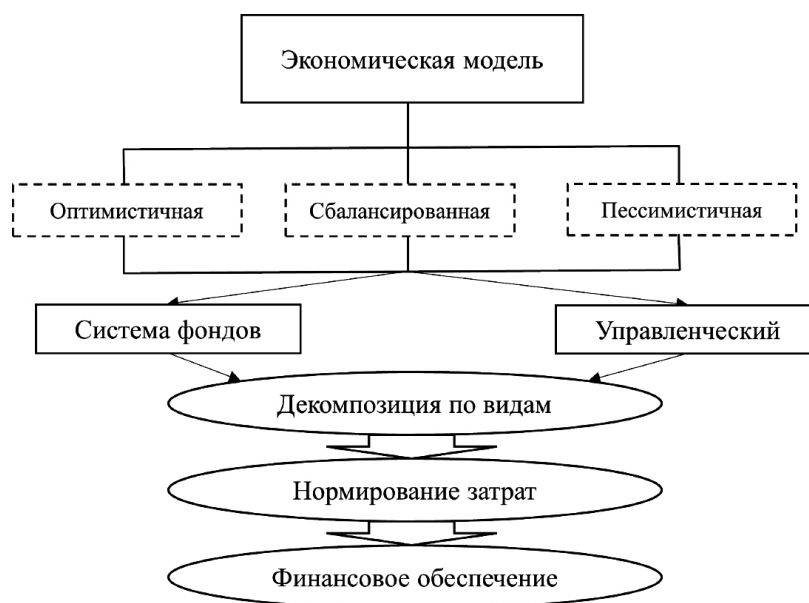 Экономическая модель
Оптимистичная
Сбалансированная
Пессимистичная
Система фондов
Управленческий
Декомпозиция по видам
Нормирование затрат
Финансовое обеспечение